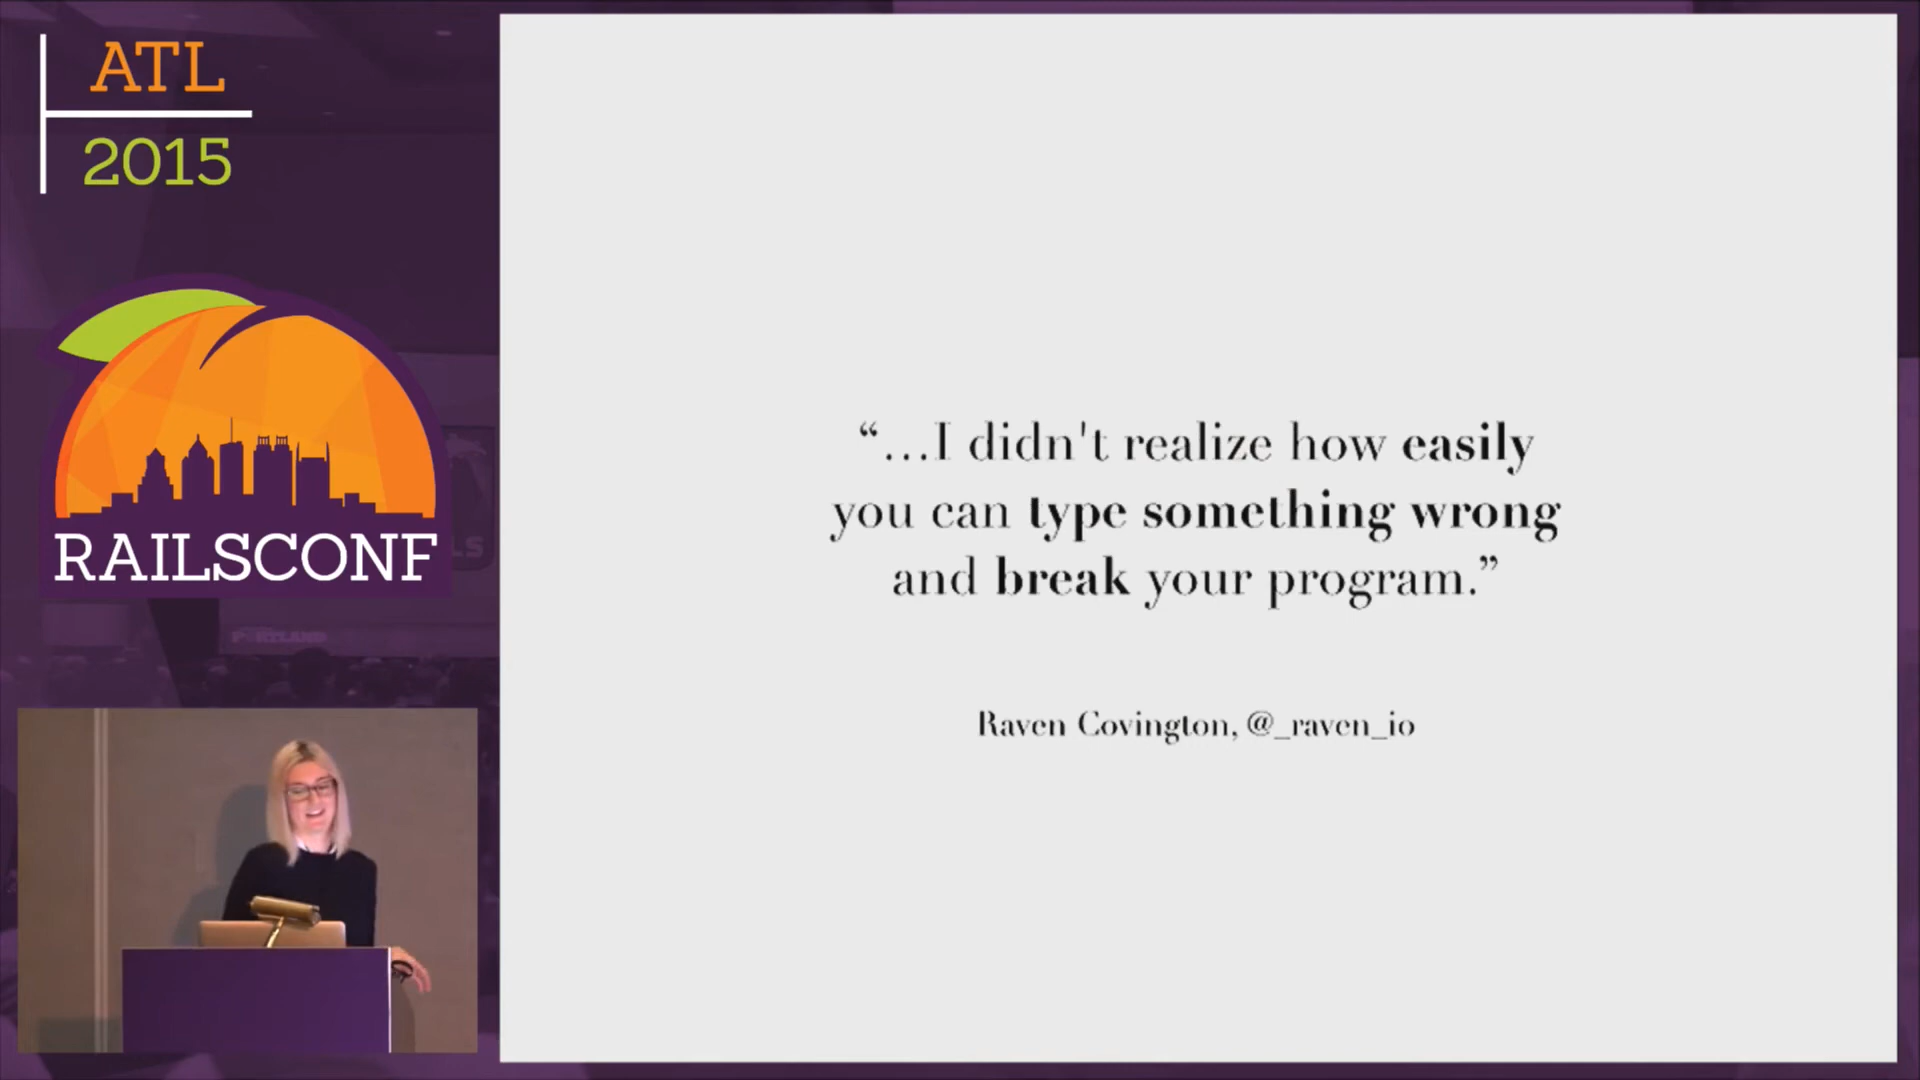 ATL
2015
RAILSCONF
PORTLAND
“...I didn't realize how easily
you can type something wrong
and break your program.”
Raven Covington, @_raven_io